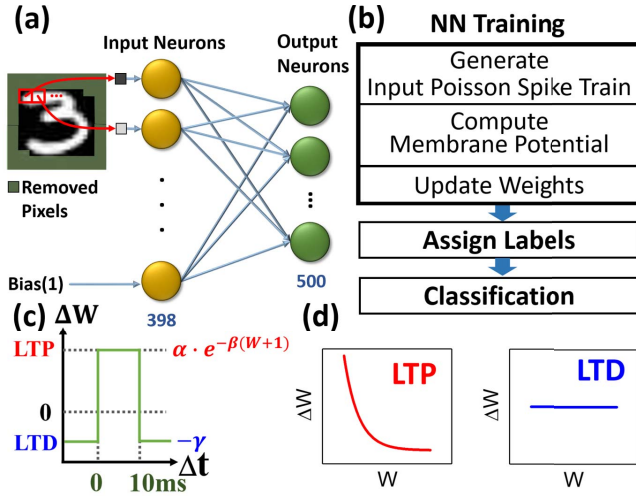 (a)
Input Neurons
Output
Neurons
...
Removed
Pixels
Bias(1)
398
500
(b)
NN Training
Generate
Input Poisson Spike Train
Compute
Membrane Potential
Update Weights
Assign Labels
Classification
(c)
ΔW
LTP
α · e^{-β(W+1)}
0
LTD
-γ
Δt
0
10ms
(d)
LTP
ΔW
W
LTD
ΔW
W